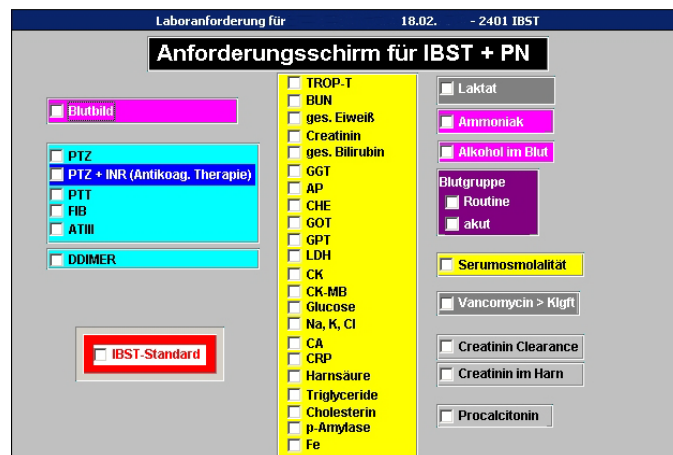 Laboranforderung für 18.02. - 2401 IBST
Anforderungsschirm für IBST + PN
Blutbild
PTZ
PTZ + INR (Antikoag. Therapie)
PTT
FIB
ATIII
DDIMER
IBST-Standard
TROP-T
BUN
ges. Eiweiß
Creatinin
ges. Bilirubin
GGT
AP
CHE
GOT
GPT
LDH
CK
CK-MB
Glucose
Na, K, Cl
CA
CRP
Harnsäure
Triglyceride
Cholesterin
p-Amylase
Fe
Laktat
Ammoniak
Alkohol im Blut
Blutgruppe
Routine
akut
Serumosmolalität
Vancomycin > Klgft
Creatinin Clearance
Creatinin im Harn
Procalcitonin